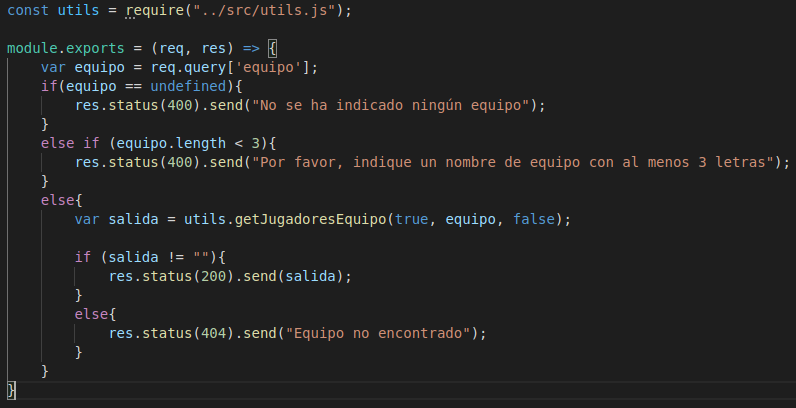 const utils = require("../src/utils.js");
module.exports = (req, res) => {
var equipo = req.query['equipo'];
if(equipo == undefined){
res.status(400).send("No se ha indicado ningún equipo");
}
else if (equipo.length < 3){
res.status(400).send("Por favor, indique un nombre de equipo con al menos 3 letras");
}
else{
var salida = utils.getJugadoresEquipo(true, equipo, false);
if (salida != ""){
res.status(200).send(salida);
}
else{
res.status(404).send("Equipo no encontrado");
}
}
}